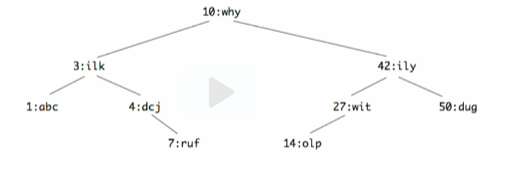 10:why
3:ilk 42:ily
1:abc 4:dcj 27:wit 50:dug
7:ruf 14:olp